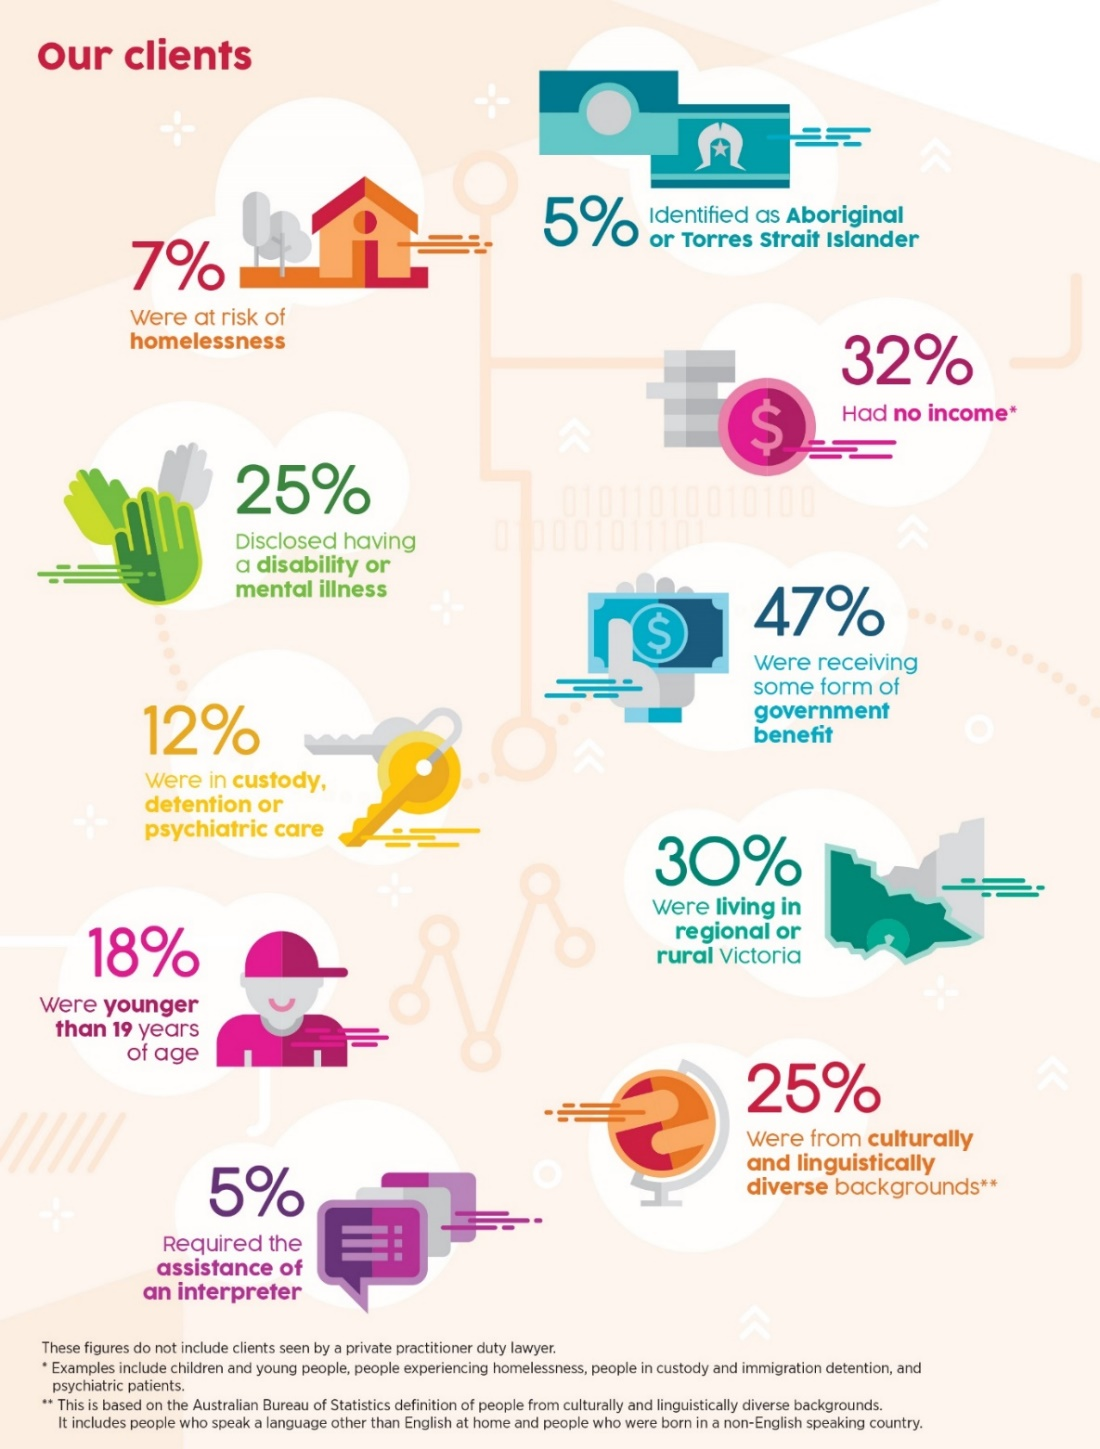 our clients
5%
Identified as Aboriginal
or Torres Strait Islander
7%
Were at risk of
homelessness
32%
Had no income*
$
25%
Disclosed having
a disability or
mental illness
010110100 10100
01000101 1101
47%
Were receiving
some form of
government
benefit
$
12%
Were in custody,
detention or
psychiatric care
30%
Were living in
regional or
rural Victoria
18%
Were younger
than 19 years
of age
25%
Were from culturally
and linguistically
diverse backgrounds**
5%
Required the
assistance of
an interpreter
These figures do not include clients seen by a private practitioner duty lawyer.
* Examples include children and young people, people experiencing homelessness, people in custody and immigration detention, and
psychiatric patients.
** This is based on the Australian Bureau of Statistics definition of people from culturally and linguistically diverse backgrounds.
It includes people who speak a language other than English at home and people who were born in a non-English speaking country.